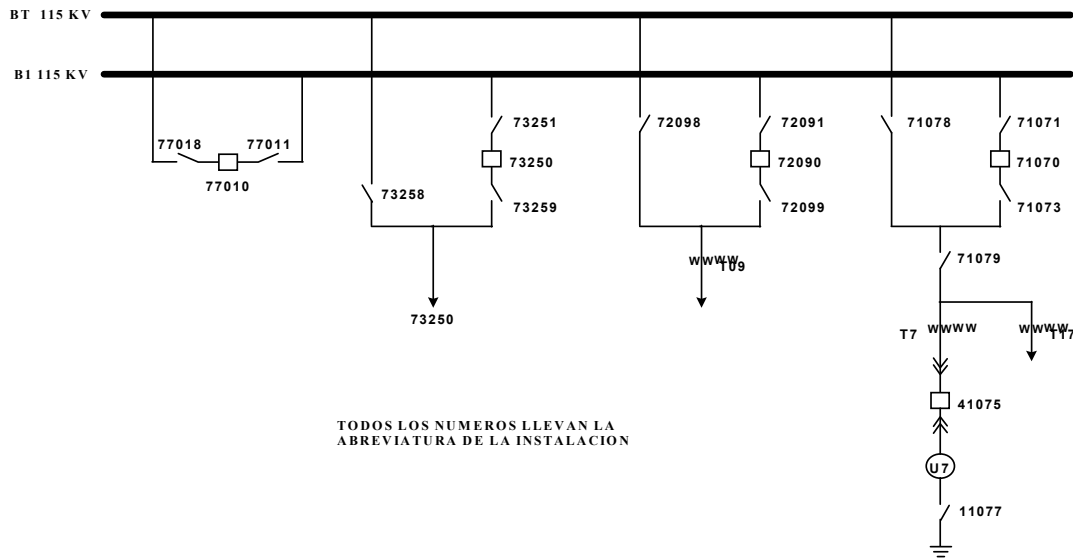 BT 115 KV
B1 115 KV
77018
77011
77010
73251
73250
73259
73258
73250
72098
72091
72090
72099
WWWW
T09
71078
71071
71070
71073
71079
T7
WWWW
WWWW
T17
41075
U7
11077
TODOS LOS NUMEROS LLEVAN LA
ABREVIATURA DE LA INSTALACION